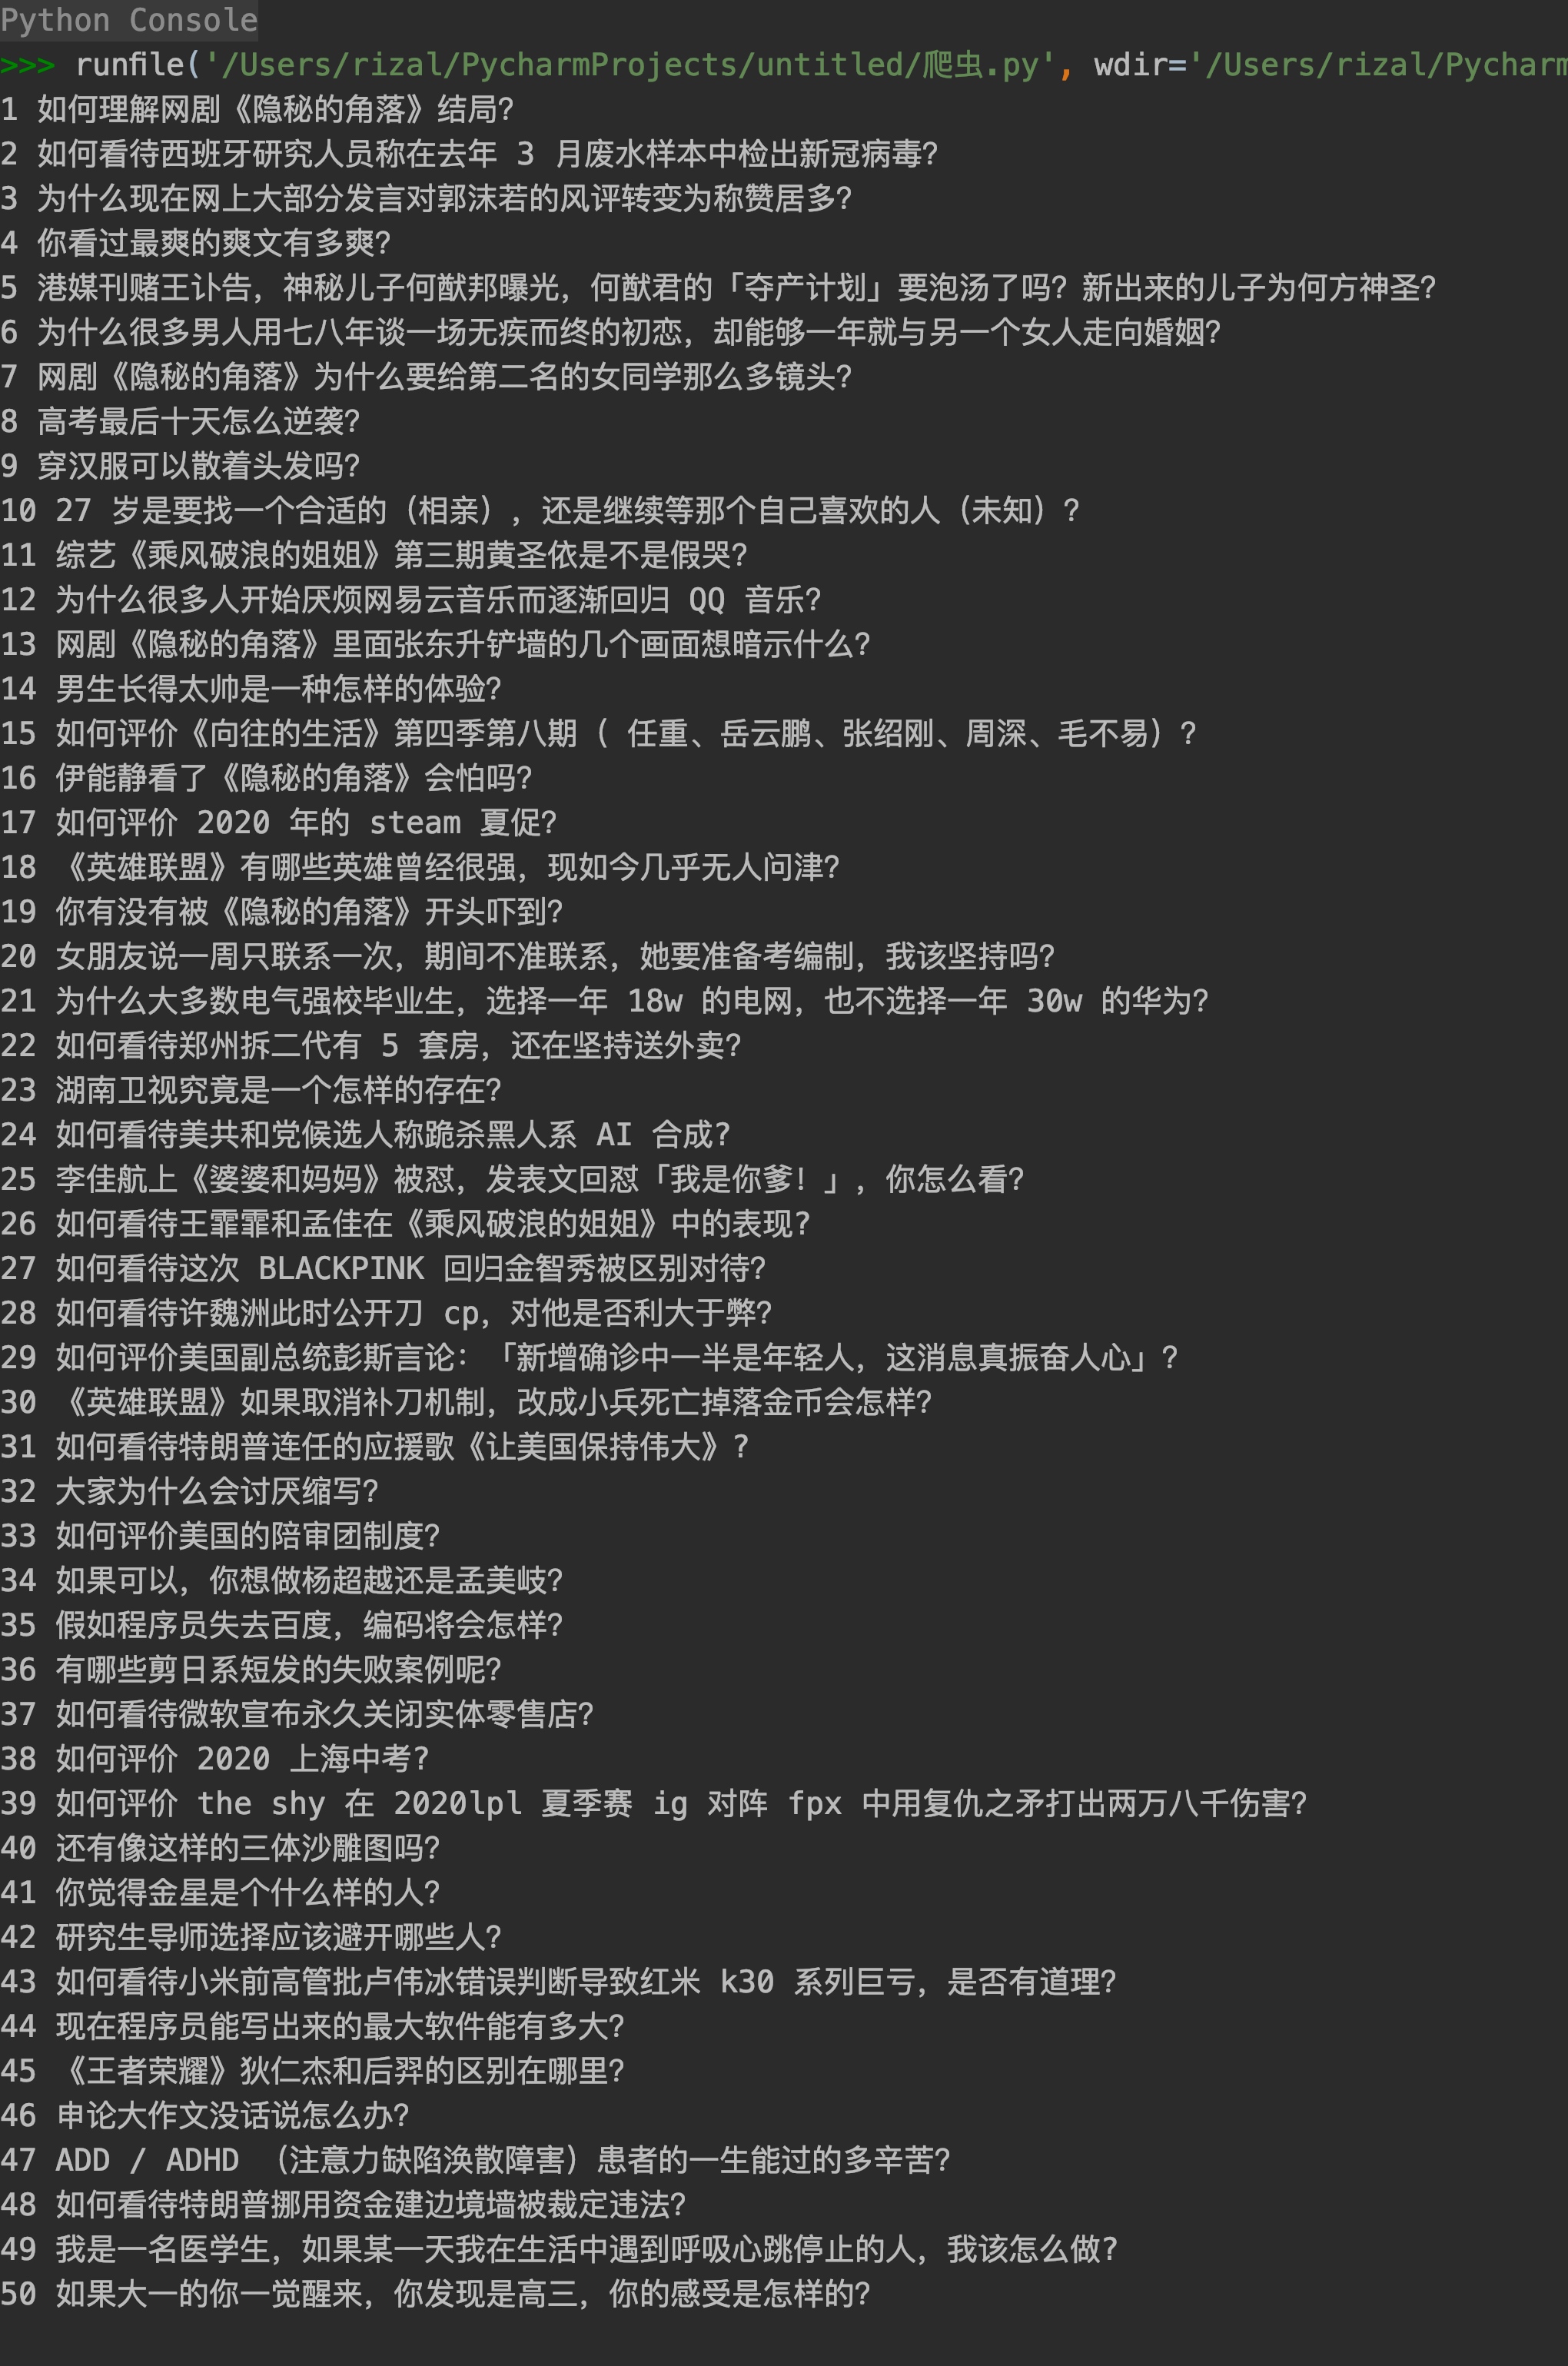 Python Console
>>> runfile('/Users/rizal/PycharmProjects/untitled/爬虫.py', wdir='/Users/rizal/Pycharm
1 如何理解网剧《隐秘的角落》结局？
2 如何看待西班牙研究人员称在去年 3 月废水样本中检出新冠病毒？
3 为什么现在网上大部分发言对郭沫若的风评转变为称赞居多？
4 你看过最爽的爽文有多爽？
5 港媒刊赌王讣告，神秘儿子何猷邦曝光，何猷君的「夺产计划」要泡汤了吗？新出来的儿子为何方神圣？
6 为什么很多男人用七八年谈一场无疾而终的初恋，却能够一年就与另一个女人走向婚姻？
7 网剧《隐秘的角落》为什么要给第二名的女同学那么多镜头？
8 高考最后十天怎么逆袭？
9 穿汉服可以散着头发吗？
10 27 岁是要找一个合适的（相亲），还是继续等那个自己喜欢的人（未知）?
11 综艺《乘风破浪的姐姐》第三期黄圣依是不是假哭？
12 为什么很多人开始厌烦网易云音乐而逐渐回归 QQ 音乐？
13 网剧《隐秘的角落》里面张东升铲墙的几个画面想暗示什么？
14 男生长得太帅是一种怎样的体验？
15 如何评价《向往的生活》第四季第八期（ 任重、岳云鹏、张绍刚、周深、毛不易）?
16 伊能静看了《隐秘的角落》会怕吗？
17 如何评价 2020 年的 steam 夏促？
18 《英雄联盟》有哪些英雄曾经很强，现如今几乎无人问津？
19 你有没有被《隐秘的角落》开头吓到？
20 女朋友说一周只联系一次，期间不准联系，她要准备考编制，我该坚持吗？
21 为什么大多数电气强校毕业生，选择一年 18w 的电网，也不选择一年 30w 的华为？
22 如何看待郑州拆二代有 5 套房，还在坚持送外卖？
23 湖南卫视究竟是一个怎样的存在？
24 如何看待美共和党候选人称跪杀黑人系 AI 合成?
25 李佳航上《婆婆和妈妈》被怼，发表文回怼「我是你爹！」，你怎么看？
26 如何看待王霏霏和孟佳在《乘风破浪的姐姐》中的表现?
27 如何看待这次 BLACKPINK 回归金智秀被区别对待？
28 如何看待许魏洲此时公开刀 cp，对他是否利大于弊？
29 如何评价美国副总统彭斯言论：「新增确诊中一半是年轻人，这消息真振奋人心」?
30 《英雄联盟》如果取消补刀机制，改成小兵死亡掉落金币会怎样？
31 如何看待特朗普连任的应援歌《让美国保持伟大》?
32 大家为什么会讨厌缩写？
33 如何评价美国的陪审团制度？
34 如果可以，你想做杨超越还是孟美岐？
35 假如程序员失去百度，编码将会怎样？
36 有哪些剪日系短发的失败案例呢？
37 如何看待微软宣布永久关闭实体零售店？
38 如何评价 2020 上海中考?
39 如何评价 the shy 在 2020lpl 夏季赛 ig 对阵 fpx 中用复仇之矛打出两万八千伤害？
40 还有像这样的三体沙雕图吗？
41 你觉得金星是个什么样的人？
42 研究生导师选择应该避开哪些人？
43 如何看待小米前高管批卢伟冰错误判断导致红米 k30 系列巨亏，是否有道理？
44 现在程序员能写出来的最大软件能有多大？
45 《王者荣耀》狄仁杰和后羿的区别在哪里？
46 申论大作文没话说怎么办？
47 ADD / ADHD （注意力缺陷涣散障害）患者的一生能过的多辛苦？
48 如何看待特朗普挪用资金建边境墙被裁定违法？
49 我是一名医学生，如果某一天我在生活中遇到呼吸心跳停止的人，我该怎么做?
50 如果大一的你一觉醒来，你发现是高三，你的感受是怎样的？